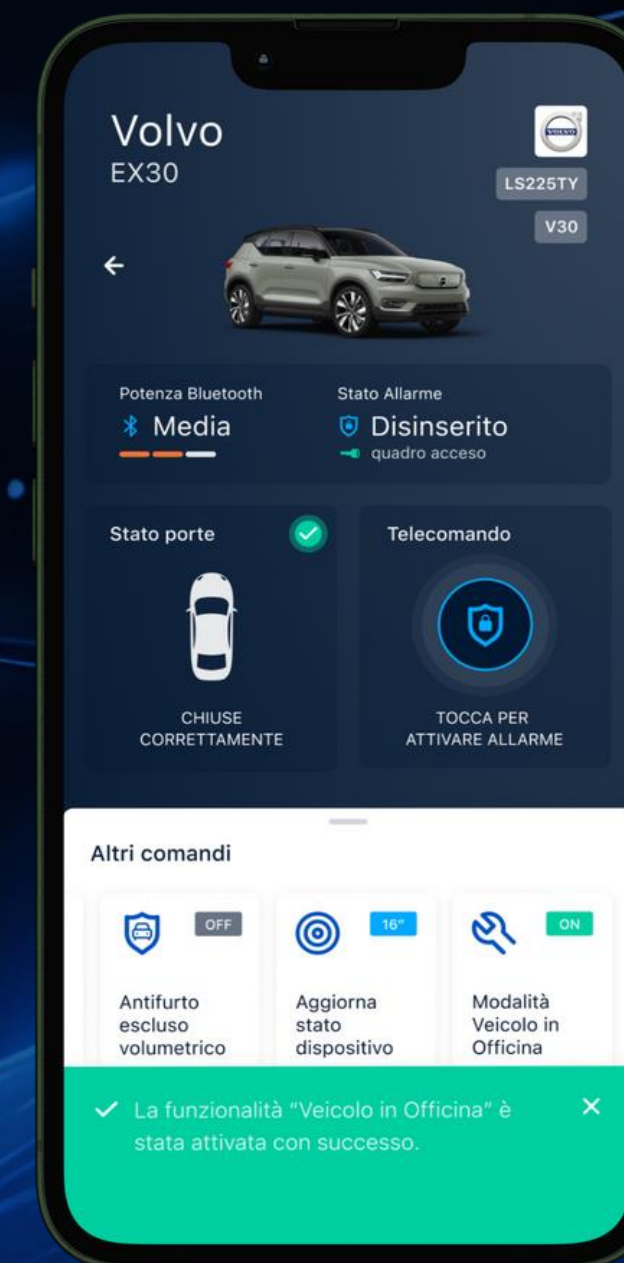 Volvo
EX30
VOLVO
LS225TY
V30
Potenza Bluetooth
Media
Stato Allarme
Disinserito
quadro acceso
Stato porte
CHIUSE
CORRETTAMENTE
Telecomando
TOCCA PER
ATTIVARE ALLARME
Altri comandi
OFF
Antifurto
escluso
volumetrico
16"
Aggiorna
stato
dispositivo
ON
Modalità
Veicolo in
Officina
La funzionalità "Veicolo in Officina" è
stata attivata con successo.